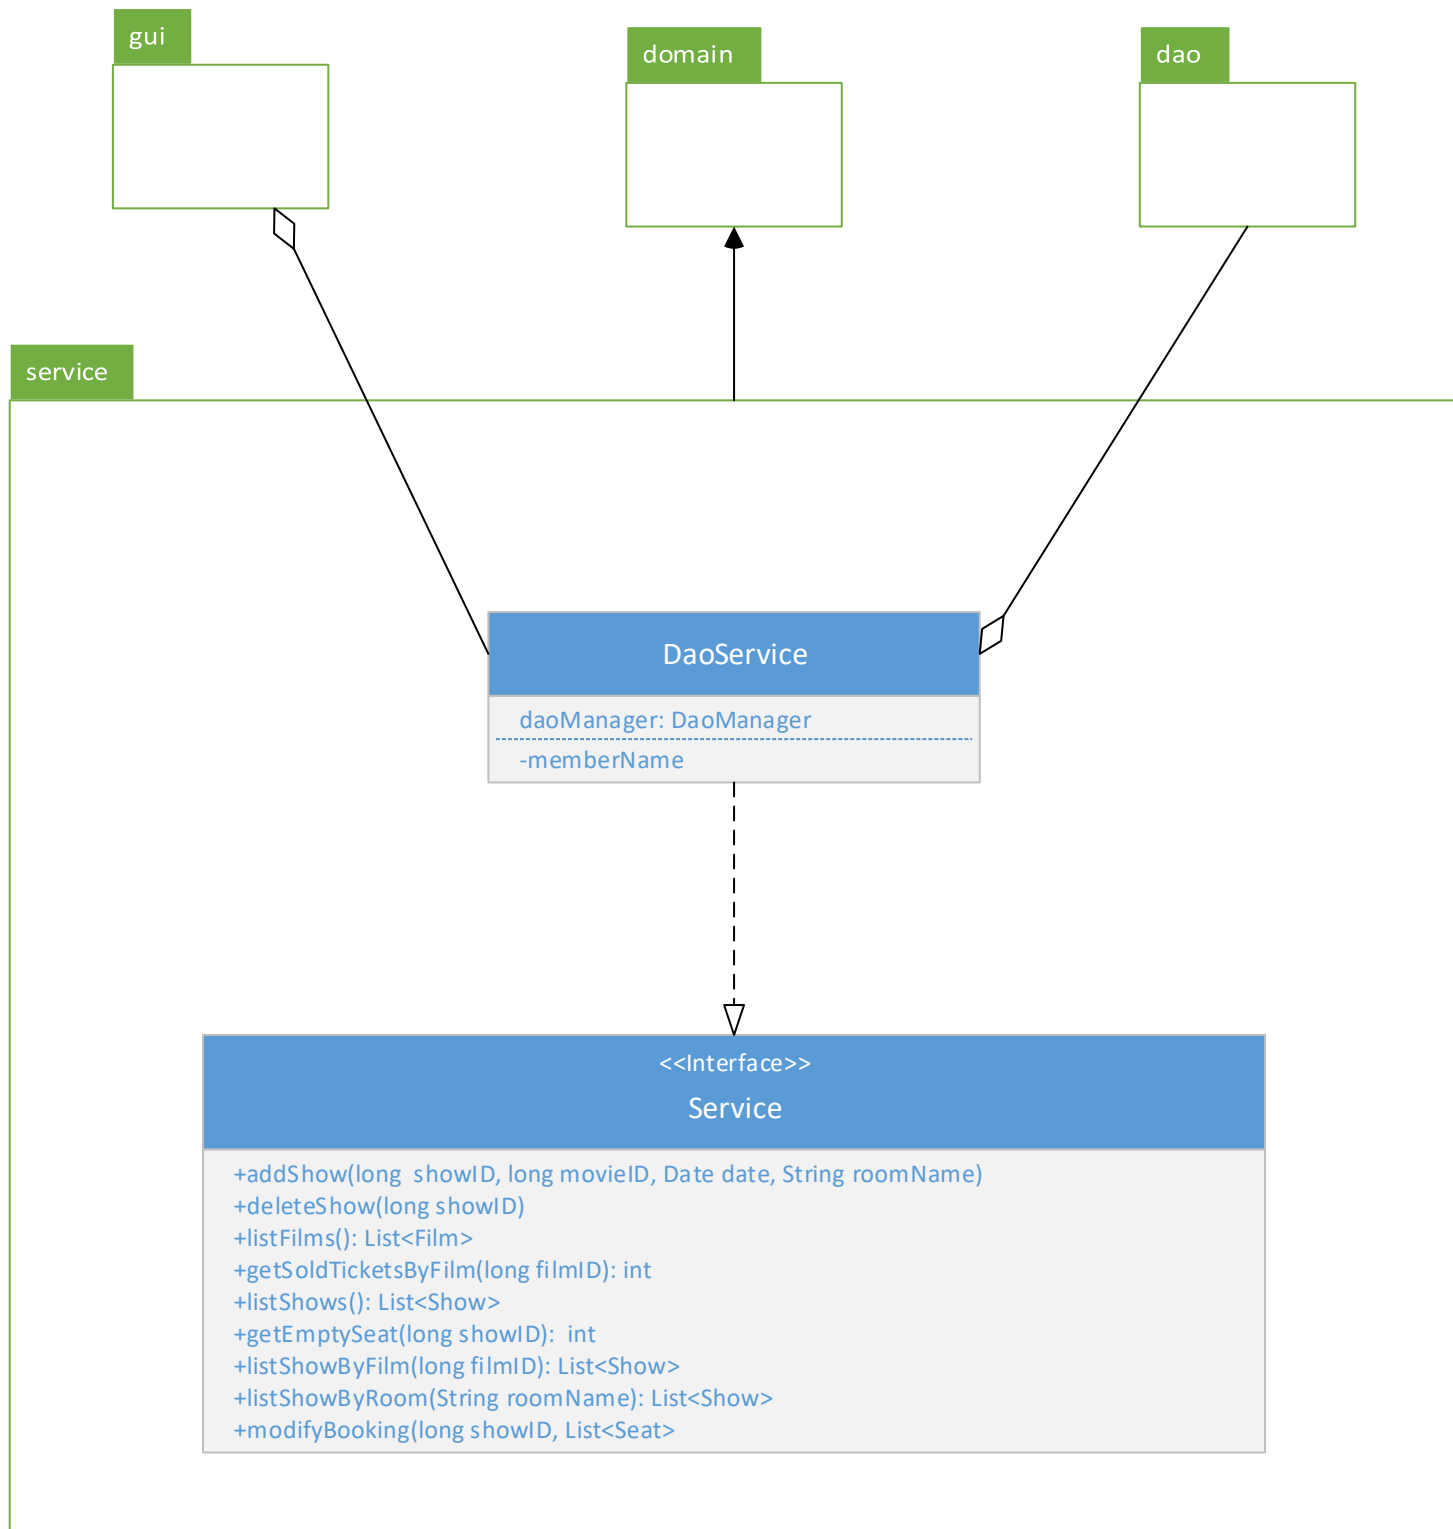 gui
domain
dao
service
DaoService
daoManager: DaoManager
-memberName
<<Interface>>
Service
+addShow(long  showID, long movieID, Date date, String roomName)
+deleteShow(long showID)
+listFilms(): List<Film>
+getSoldTicketsByFilm(long filmID): int
+listShows(): List<Show>
+getEmptySeat(long showID):  int
+listShowByFilm(long filmID): List<Show>
+listShowByRoom(String roomName): List<Show>
+modifyBooking(long showID, List<Seat>